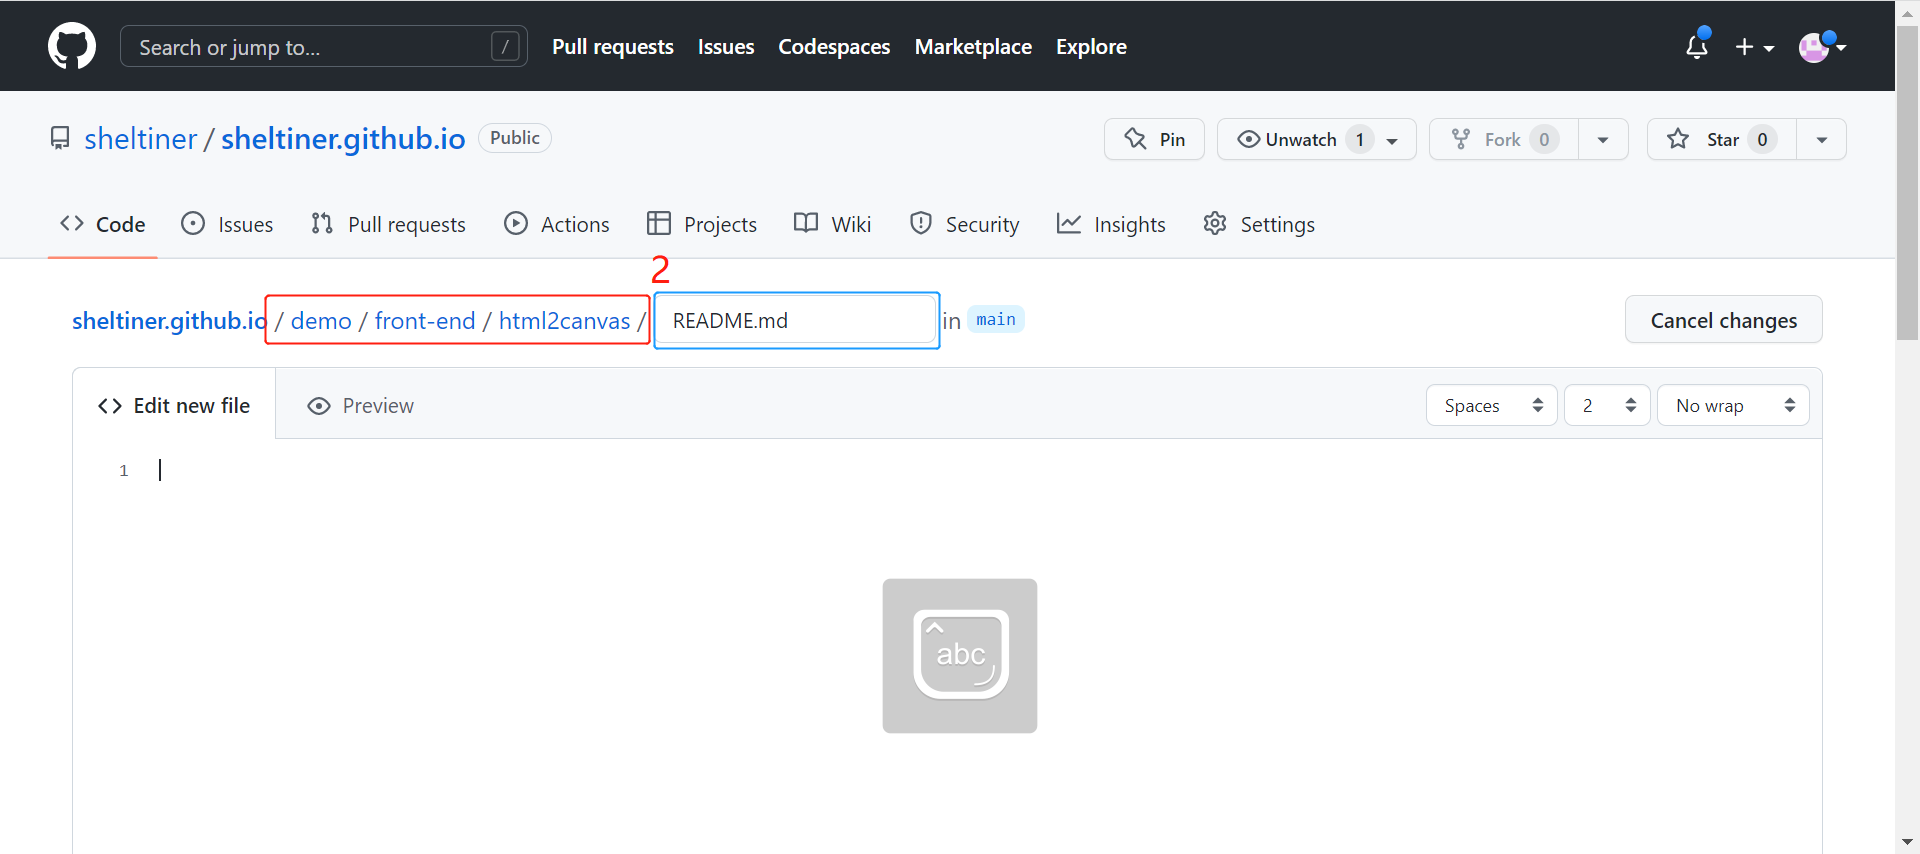 Search or jump to... / Pull requests Issues Codespaces Marketplace Explore
sheltiner / sheltiner.github.io Public Pin Unwatch 1 Fork 0 Star 0
Code Issues Pull requests Actions Projects Wiki Security Insights Settings
2
sheltiner.github.io / demo / front-end / html2canvas / README.md in main Cancel changes
Edit new file Preview Spaces 2 No wrap
1
abc